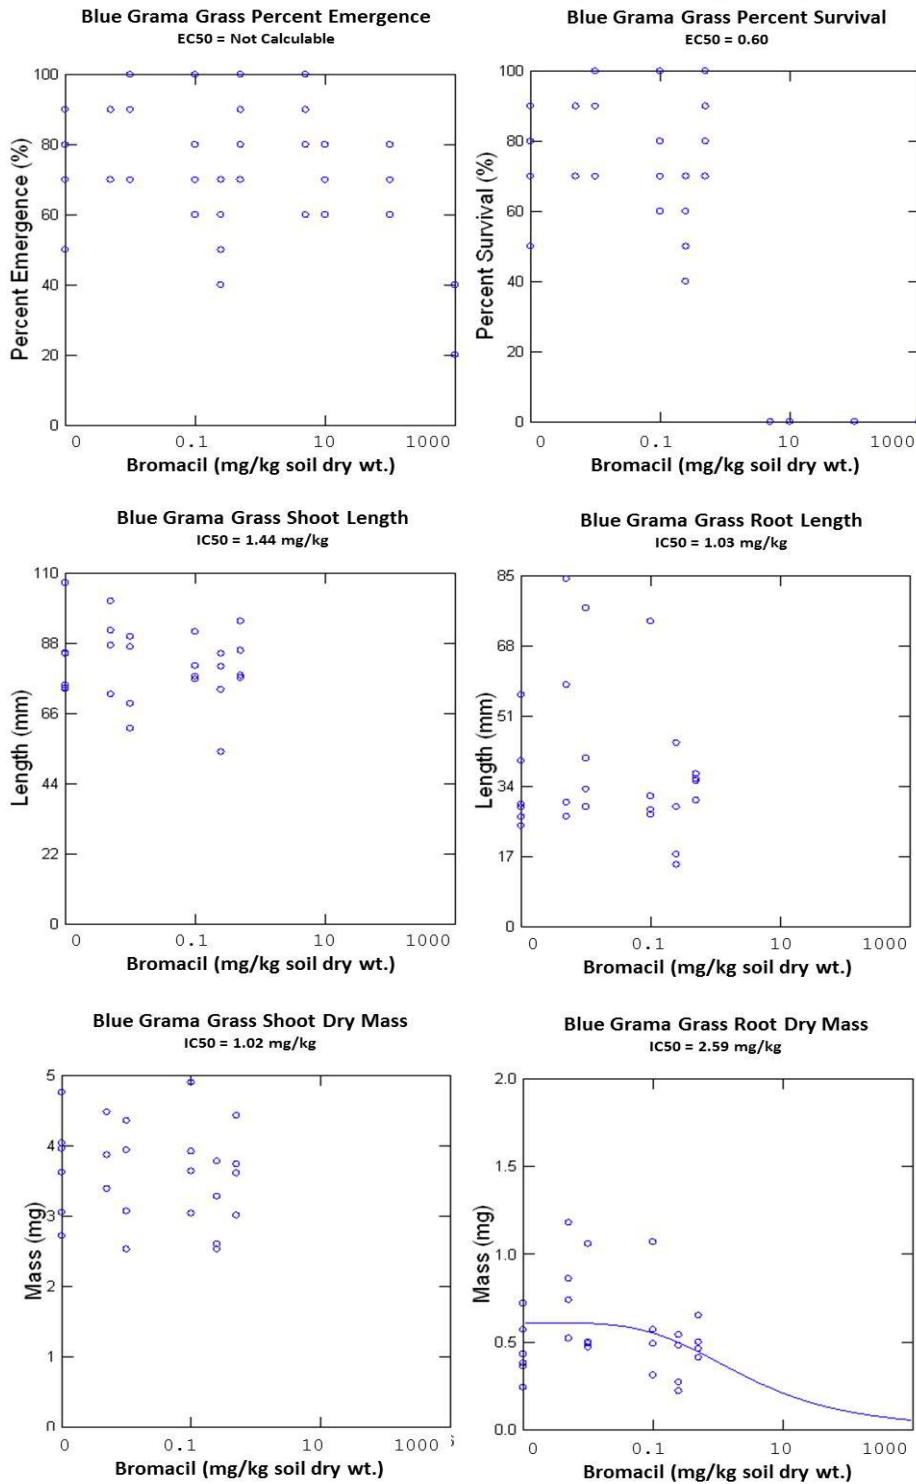 Blue Grama Grass Percent Emergence
EC50 = Not Calculable
100
80
60
40
20
0
Percent Emergence (%)
0 0.1 10 1000
Bromacil (mg/kg soil dry wt.)
Blue Grama Grass Percent Survival
EC50 = 0.60
100
80
60
40
20
0
Percent Survival (%)
0 0.1 10 1000
Bromacil (mg/kg soil dry wt.)
Blue Grama Grass Shoot Length
IC50 = 1.44 mg/kg
110
88
66
44
22
0
Length (mm)
0 0.1 10 1000
Bromacil (mg/kg soil dry wt.)
Blue Grama Grass Root Length
IC50 = 1.03 mg/kg
85
68
51
34
17
0
Length (mm)
0 0.1 10 1000
Bromacil (mg/kg soil dry wt.)
Blue Grama Grass Shoot Dry Mass
IC50 = 1.02 mg/kg
5
4
3
2
1
0
Mass (mg)
0 0.1 10 1000
Bromacil (mg/kg soil dry wt.)
Blue Grama Grass Root Dry Mass
IC50 = 2.59 mg/kg
2.0
1.5
1.0
0.5
0.0
Mass (mg)
0 0.1 10 1000
Bromacil (mg/kg soil dry wt.)